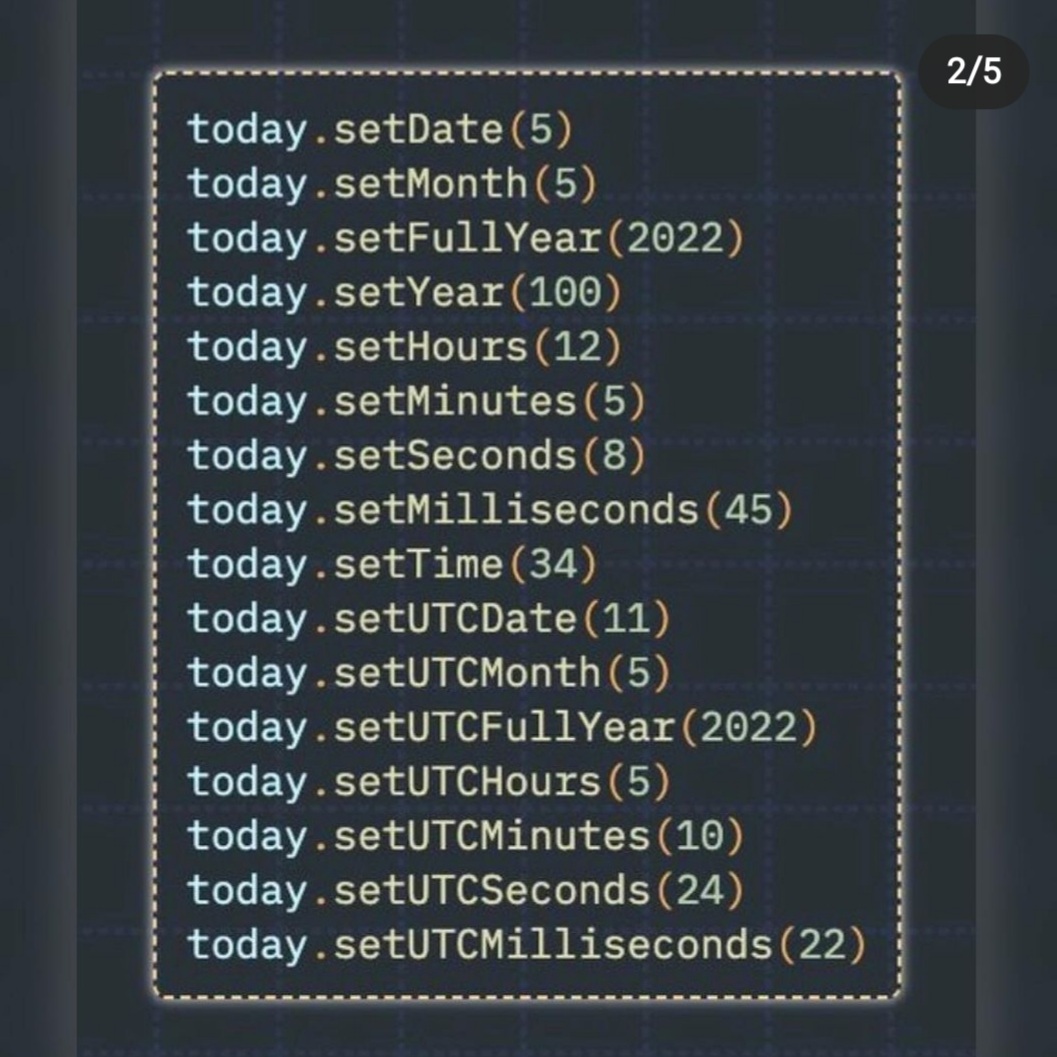 2/5
today.setDate(5)
today.setMonth(5)
today.setFullYear(2022)
today.setYear(100)
today.setHours(12)
today.setMinutes(5)
today.setSeconds(8)
today.setMilliseconds(45)
today.setTime(34)
today.setUTCDate(11)
today.setUTCMonth(5)
today.setUTCFullYear(2022)
today.setUTCHours(5)
today.setUTCMinutes(10)
today.setUTCSeconds(24)
today.setUTCMilliseconds(22)